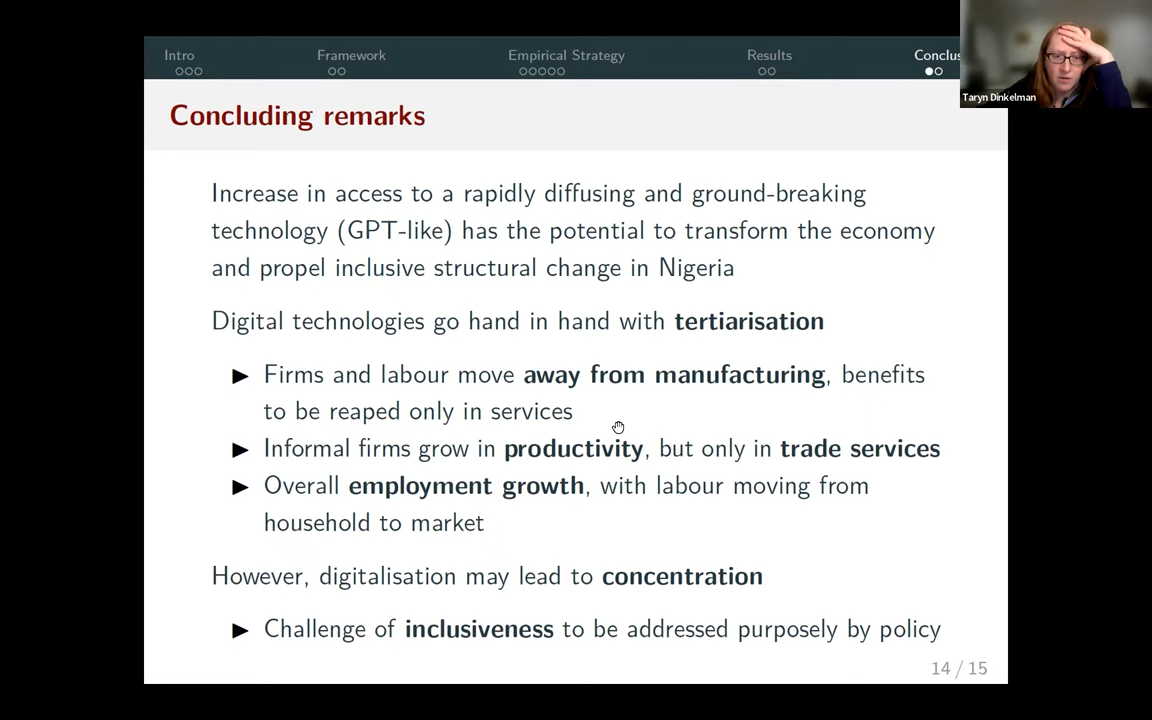 Intro
Framework
Empirical Strategy
Results
Conclus
Taryn Dinkelman
Concluding remarks
Increase in access to a rapidly diffusing and ground-breaking
technology (GPT-like) has the potential to transform the economy
and propel inclusive structural change in Nigeria
Digital technologies go hand in hand with tertiarisation
▶ Firms and labour move away from manufacturing, benefits
to be reaped only in services
▶ Informal firms grow in productivity, but only in trade services
▶ Overall employment growth, with labour moving from
household to market
However, digitalisation may lead to concentration
▶ Challenge of inclusiveness to be addressed purposely by policy
14 / 15